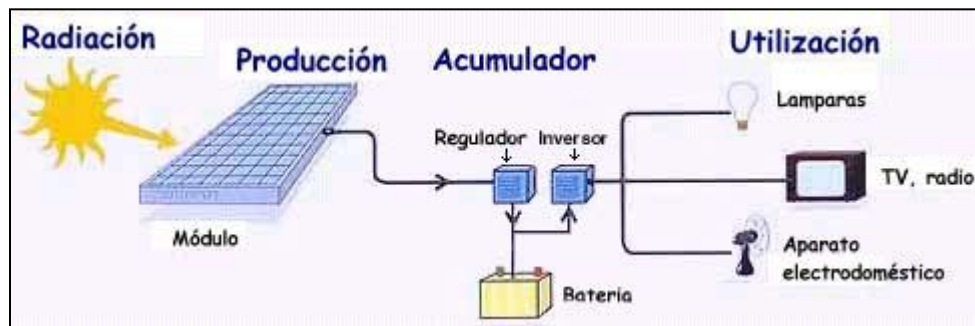 Radiación
Producción
Acumulador
Utilización
Regulador
Inversor
Lamparas
TV, radio
Módulo
Aparato
electrodoméstico
Bateria